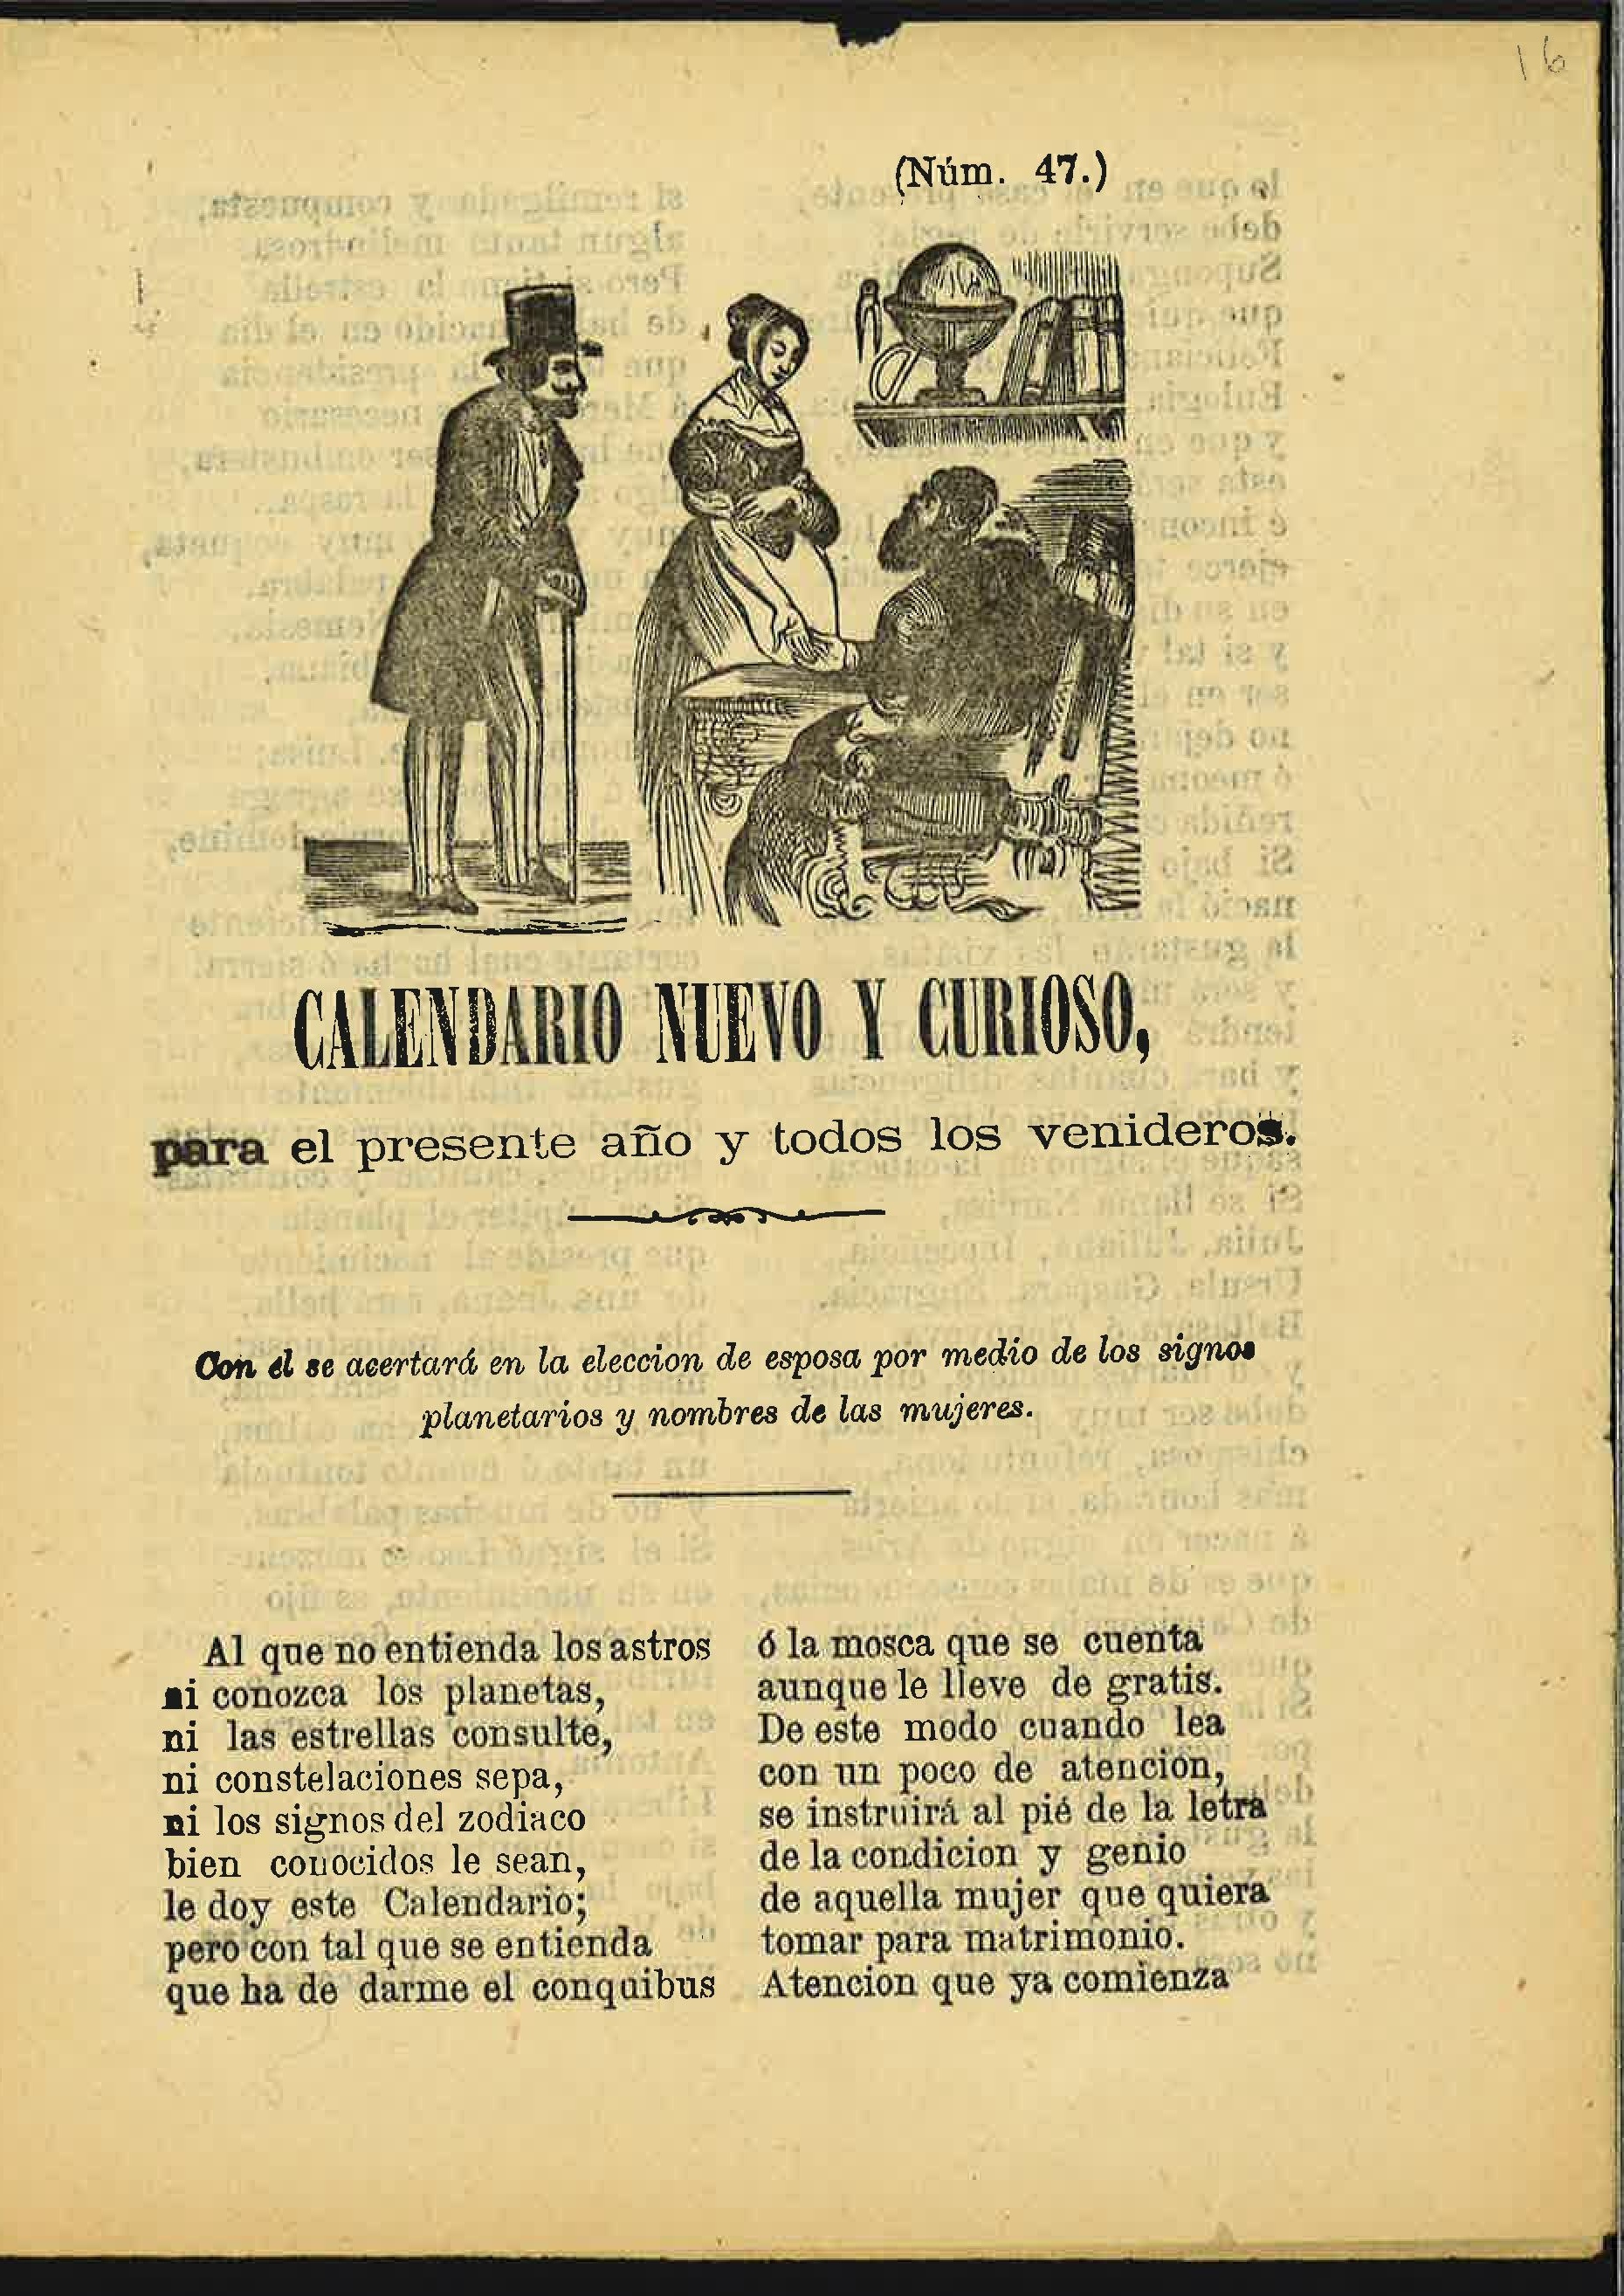 16
(Núm. 47.)
CALENDARIO NUEVO Y CURIOSO,
para el presente año y todos los venideros.
Con él se acertará en la eleccion de esposa por medio de los signos
planetarios y nombres de las mujeres.
Al que no entienda los astros
ni conozca los planetas,
ni las estrellas consulte,
ni constelaciones sepa,
ni los signos del zodiaco
bien conocidos le sean,
le doy este Calendario;
pero con tal que se entienda
que ha de darme el conquibus
ó la mosca que se cuenta
aunque le lleve de gratis.
De este modo cuando lea
con un poco de atención,
se instruirá al pié de la letra
de la condicion y genio
de aquella mujer que quiera
tomar para matrimonio.
Atencion que ya comienza